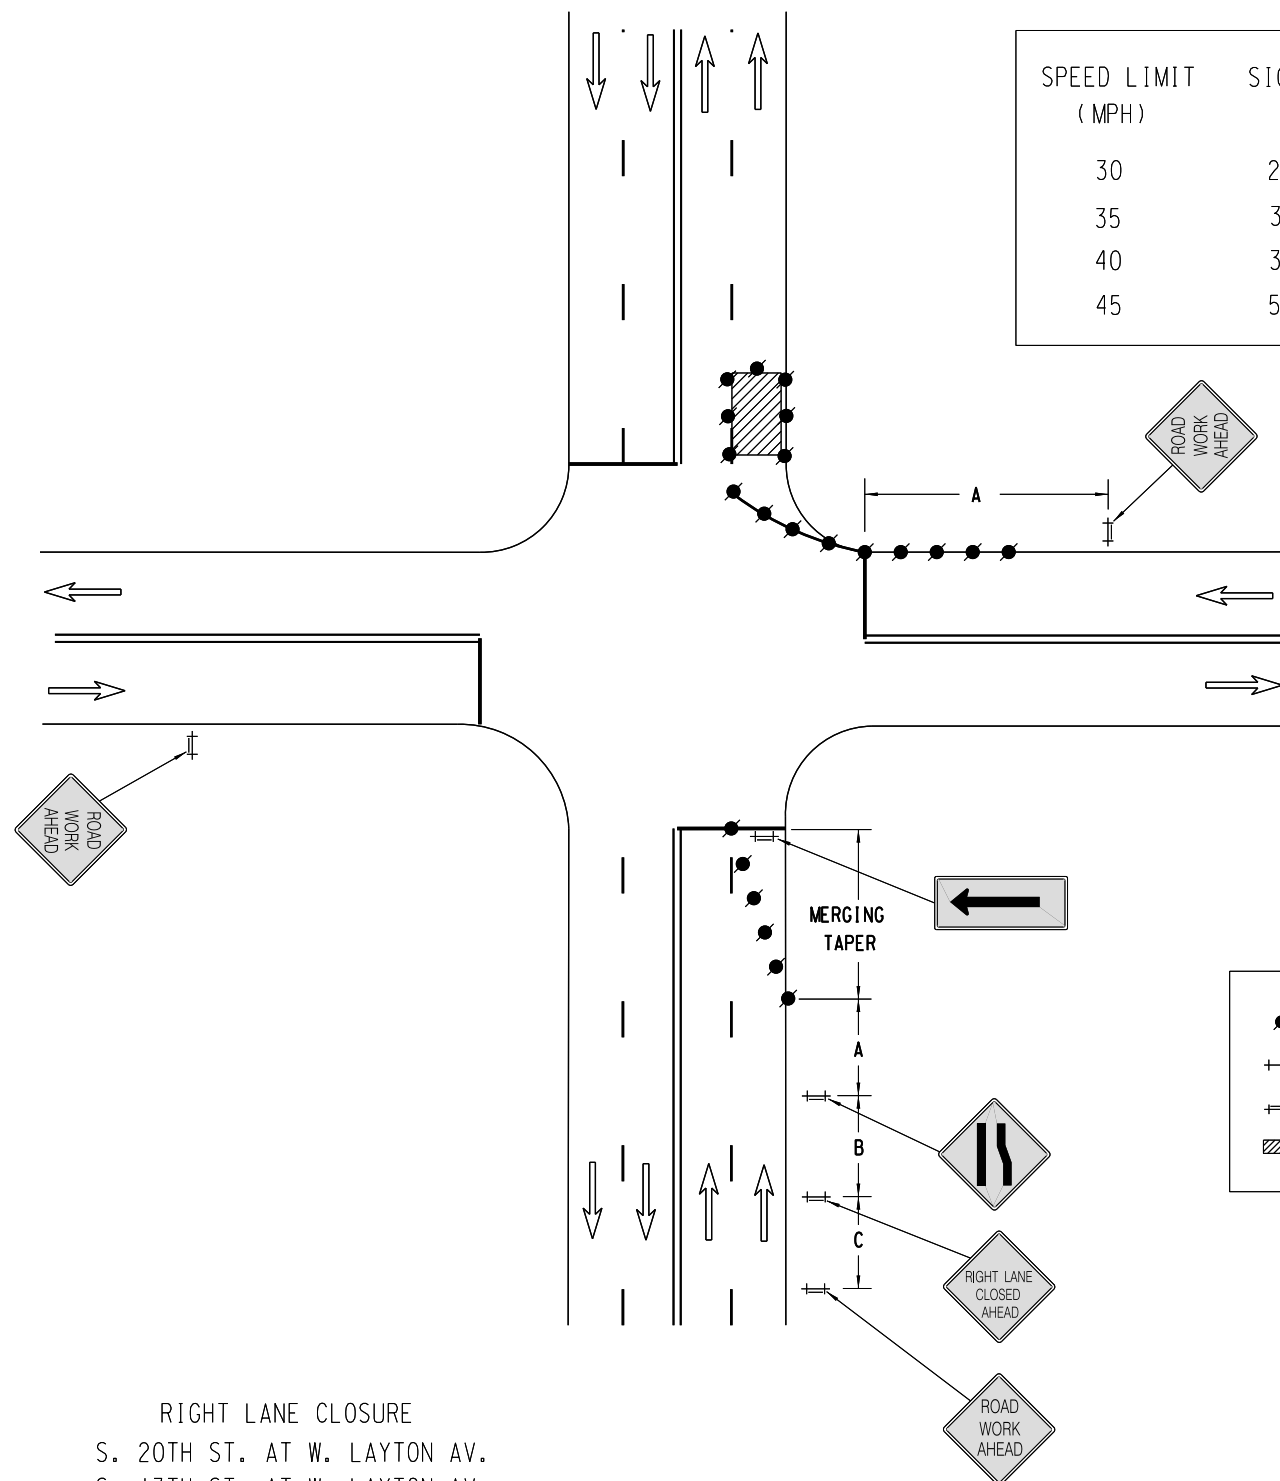 SPEED LIMIT
(MPH)
30
35
40
45
ROAD
WORK
AHEAD
A
ROAD
WORK
AHEAD
MERGING
TAPER
A
B
C
RIGHT LANE
CLOSED
AHEAD
ROAD
WORK
AHEAD
RIGHT LANE CLOSURE
S. 20TH ST. AT W. LAYTON AV.